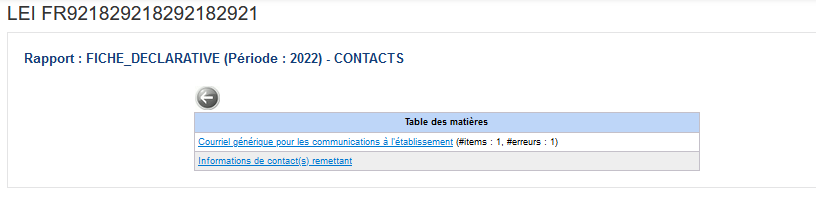 LEI FR921829218292182921
Rapport : FICHE_DECLARATIVE (Période : 2022) - CONTACTS
Table des matières
Courriel générique pour les communications à l'établissement (#items : 1, #erreurs : 1)
Informations de contact(s) remettant